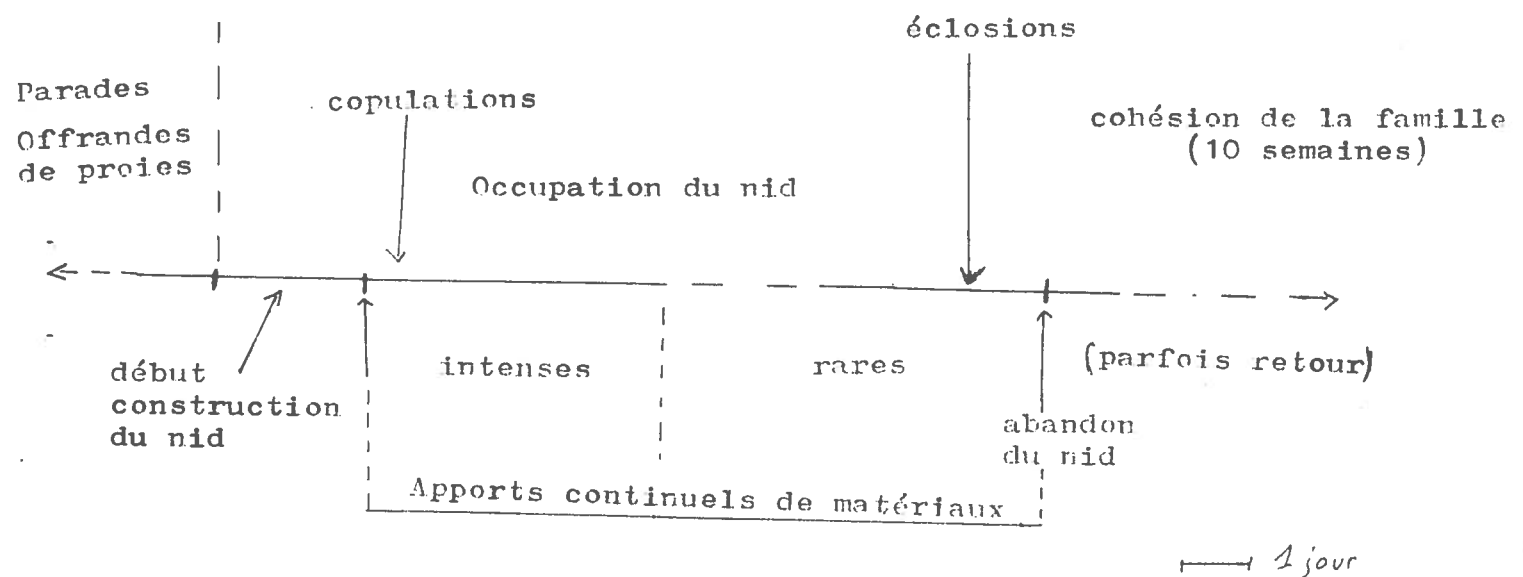 éclosions
Parades
Offrandes
de proies
copulations
cohésion de la famille
(10 semaines)
Occupation du nid
début
construction
du nid
intenses
rares
(parfois retour)
abandon
du nid
Apports continuels de matériaux
1 jour